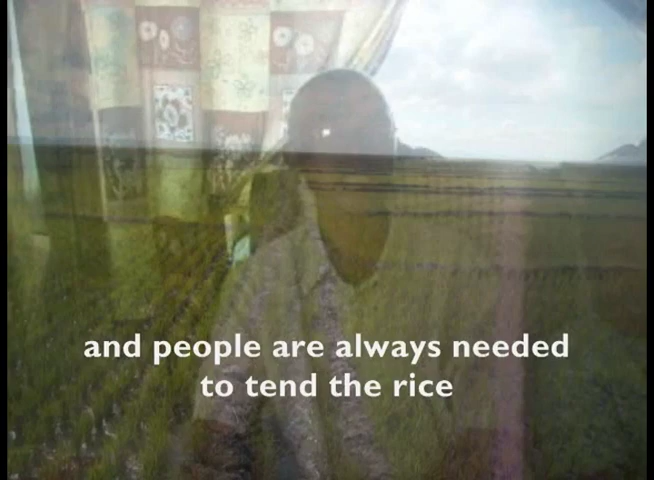 and people are always needed
to tend the rice